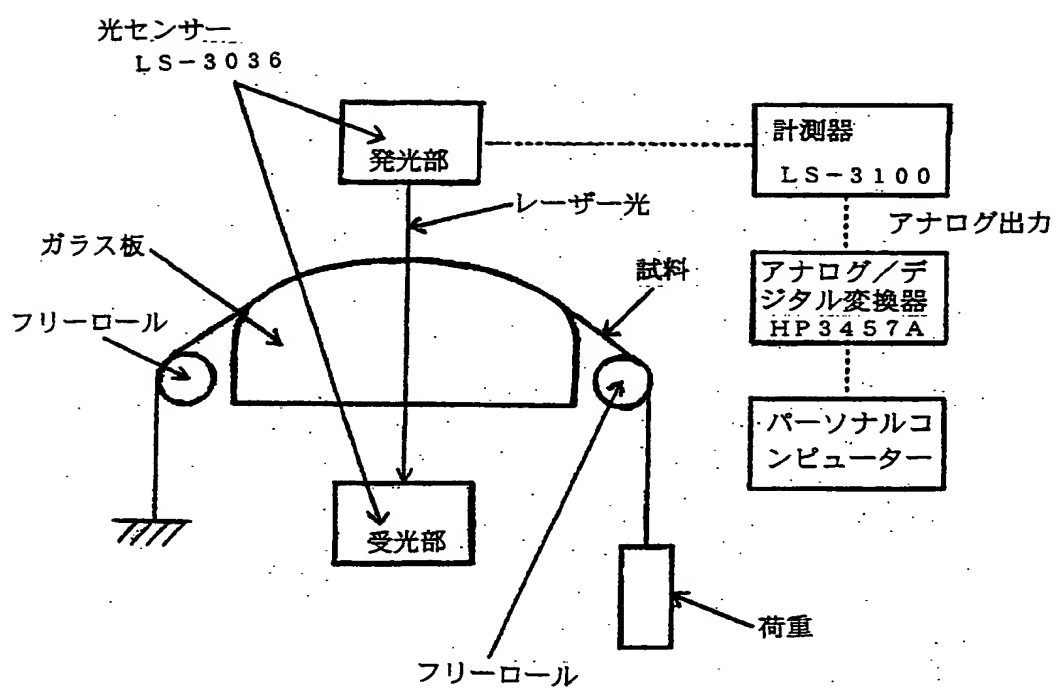 光センサー
LS-3036
発光部
計測器
LS-3100
レーザー光
アナログ出力
ガラス板
試料
アナログ/デ
ジタル変換器
HP3457A
フリーロール
パーソナルコ
ンピューター
受光部
荷重
フリーロール